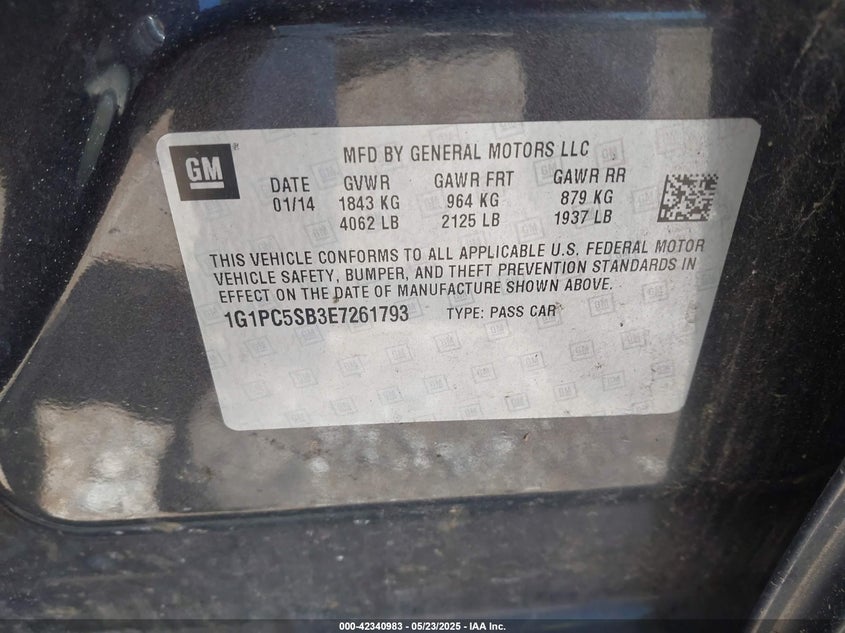 GM
MFD BY GENERAL MOTORS LLC
DATE GVWR GAWR FRT GAWR RR
01/14 1843 KG 964 KG 879 KG
4062 LB 2125 LB 1937 LB
THIS VEHICLE CONFORMS TO ALL APPLICABLE U.S. FEDERAL MOTOR
VEHICLE SAFETY, BUMPER, AND THEFT PREVENTION STANDARDS IN
EFFECT ON THE DATE OF MANUFACTURE SHOWN ABOVE.
1G1PC5SB3E7261793 TYPE: PASS CAR
000-42340983 - 05/23/2025 - IAA Inc.